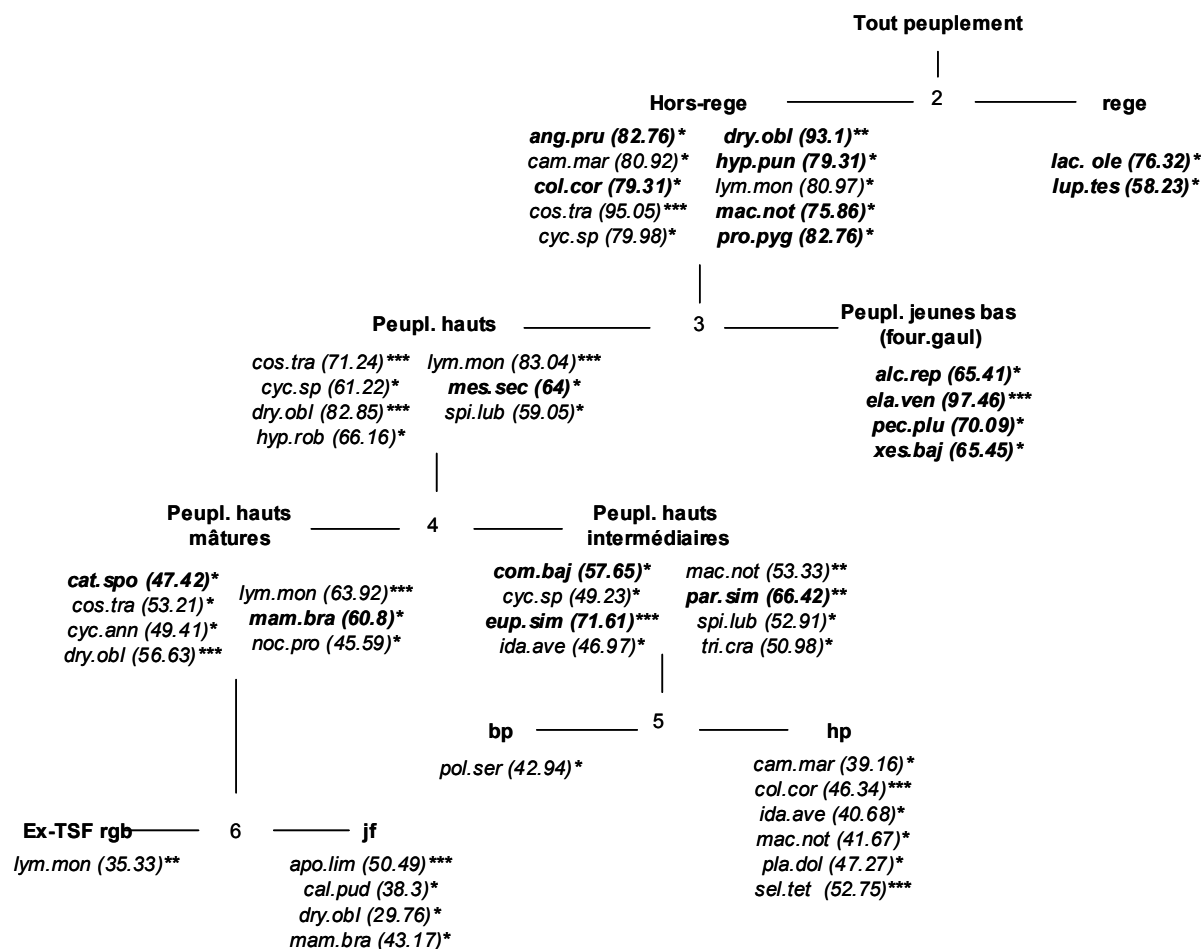 Tout peuplement
2
Hors-rege
rege
ang.pru (82.76)* dry.obl (93.1)**
cam.mar (80.92)* hyp.pun (79.31)* lac. ole (76.32)*
col.cor (79.31)* lym.mon (80.97)* lup.tes (58.23)*
cos.tra (95.05)*** mac.not (75.86)*
cyc.sp (79.98)* pro.pyg (82.76)*
Peupl. hauts
3
Peupl. jeunes bas
(four.gaul)
cos.tra (71.24)*** lym.mon (83.04)***
cyc.sp (61.22)* mes.sec (64)*
dry.obl (82.85)*** spi.lub (59.05)*
hyp.rob (66.16)*
alc.rep (65.41)*
ela.ven (97.46)***
pec.plu (70.09)*
xes.baj (65.45)*
Peupl. hauts
mâtures
4
Peupl. hauts
intermédiaires
cat.spo (47.42)*
cos.tra (53.21)*
cyc.ann (49.41)*
dry.obl (56.63)***
lym.mon (63.92)***
mam.bra (60.8)*
noc.pro (45.59)*
com.baj (57.65)* mac.not (53.33)**
cyc.sp (49.23)* par.sim (66.42)**
eup.sim (71.61)*** spi.lub (52.91)*
ida.ave (46.97)* tri.cra (50.98)*
bp
5
hp
pol.ser (42.94)*
cam.mar (39.16)*
col.cor (46.34)***
ida.ave (40.68)*
mac.not (41.67)*
pla.dol (47.27)*
sel.tet (52.75)***
Ex-TSF rgb
6
jf
lym.mon (35.33)**
apo.lim (50.49)***
cal.pud (38.3)*
dry.obl (29.76)*
mam.bra (43.17)*